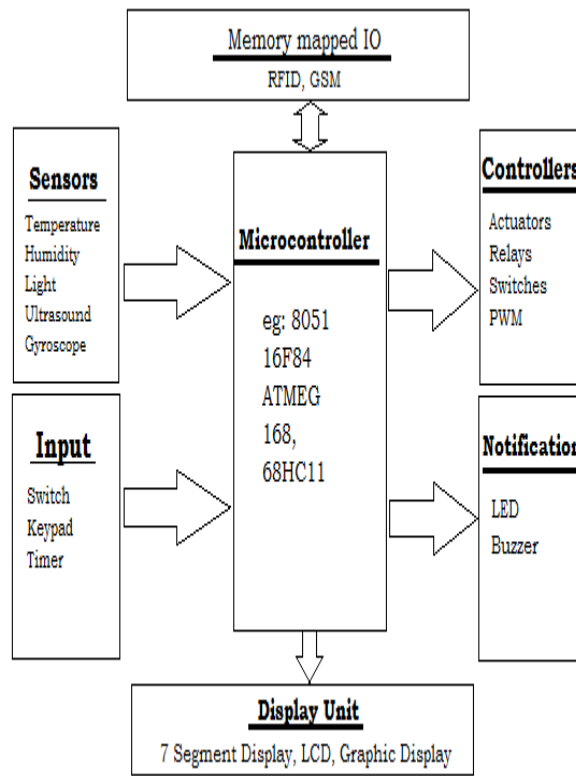 Memory mapped IO
RFID, GSM
Sensors
Temperature
Humidity
Light
Ultrasound
Gyroscope
Input
Switch
Keypad
Timer
Microcontroller
eg: 8051
16F84
ATMEG
168,
68HC11
Controllers
Actuators
Relays
Switches
PWM
Notification
LED
Buzzer
Display Unit
7 Segment Display, LCD, Graphic Display